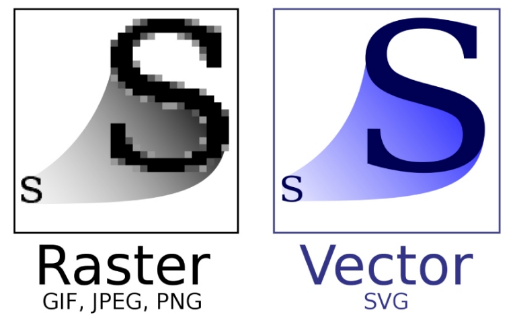 S
s
Raster
GIF, JPEG, PNG
S
s
Vector
SVG